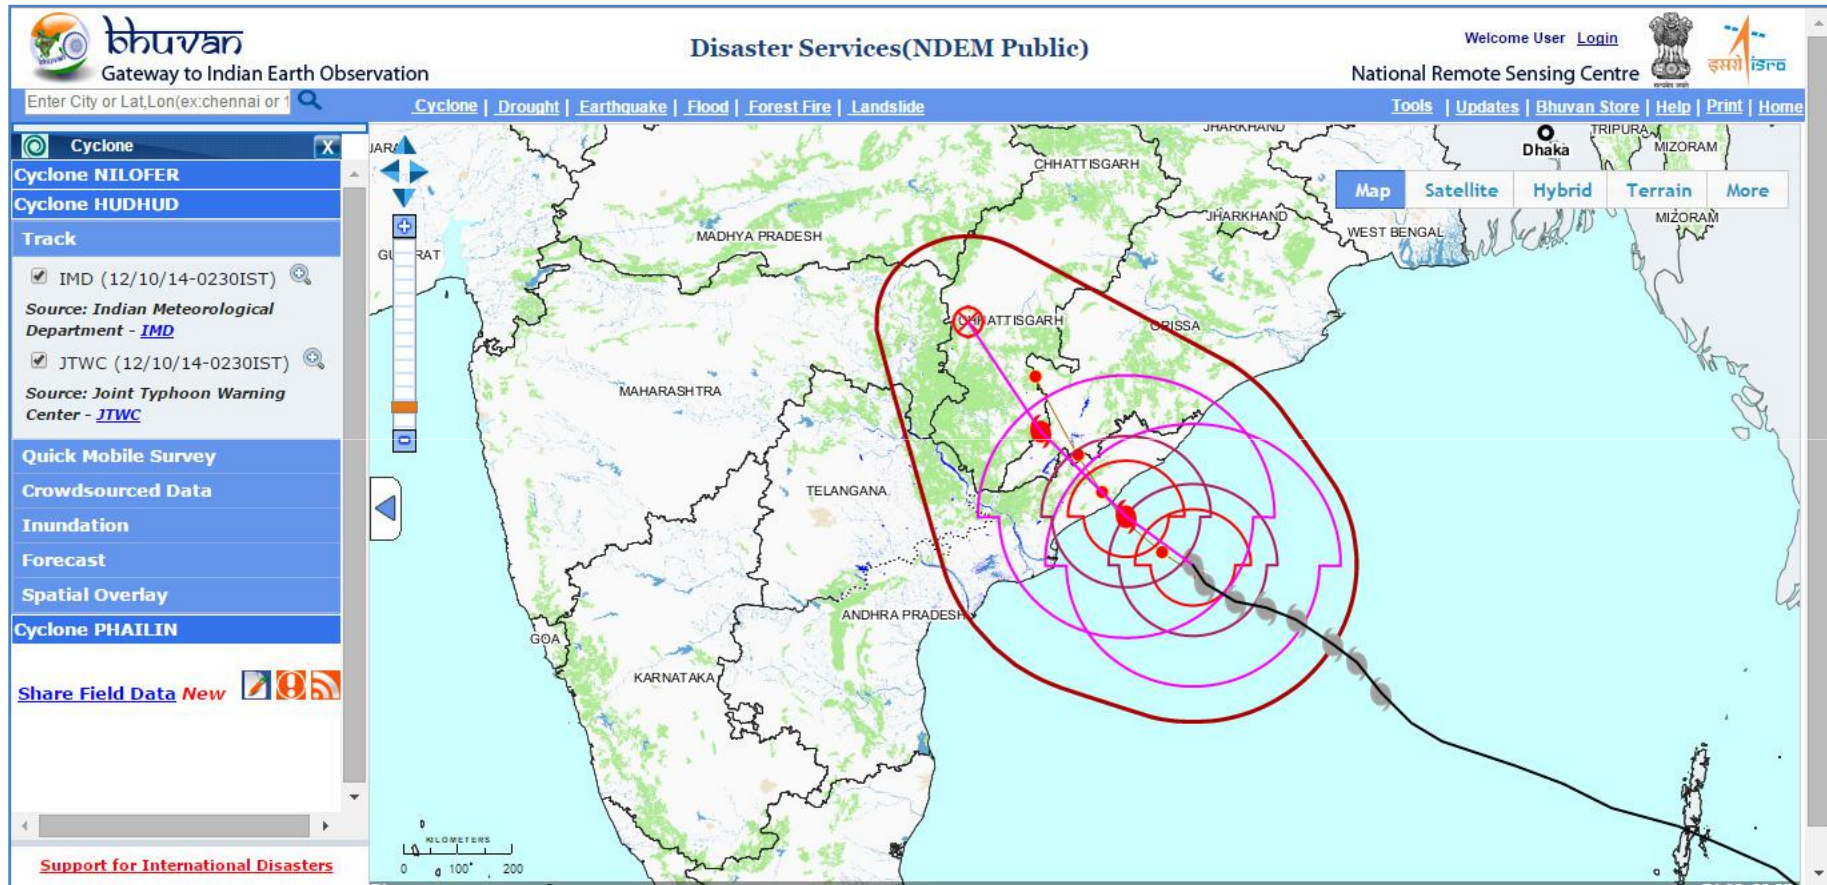 bhuvan
Gateway to Indian Earth Observation
Disaster Services(NDEM Public)
Welcome User Login
National Remote Sensing Centre
इसरो isro
Enter City or Lat,Lon(ex:chennai or 1
Cyclone | Drought | Earthquake | Flood | Forest Fire | Landslide
Tools | Updates | Bhuvan Store | Help | Print | Home
Cyclone X
Cyclone NILOFER
Cyclone HUDHUD
Track
IMD (12/10/14-0230IST)
Source: Indian Meteorological
Department - IMD
JTWC (12/10/14-0230IST)
Source: Joint Typhoon Warning
Center - JTWC
Quick Mobile Survey
Crowdsourced Data
Inundation
Forecast
Spatial Overlay
Cyclone PHAILIN
Share Field Data New
Support for International Disasters
Map Satellite Hybrid Terrain More
JHARKHAND
TRIPURA
Dhaka
MIZORAM
CHHATTISGARH
JHARKHAND
MIZORAM
WEST BENGAL
MADHYA PRADESH
GU RAT
CHHATTISGARH
ORISSA
MAHARASHTRA
TELANGANA
ANDHRA PRADESH
GOA
KARNATAKA
KILOMETERS
0 100 200